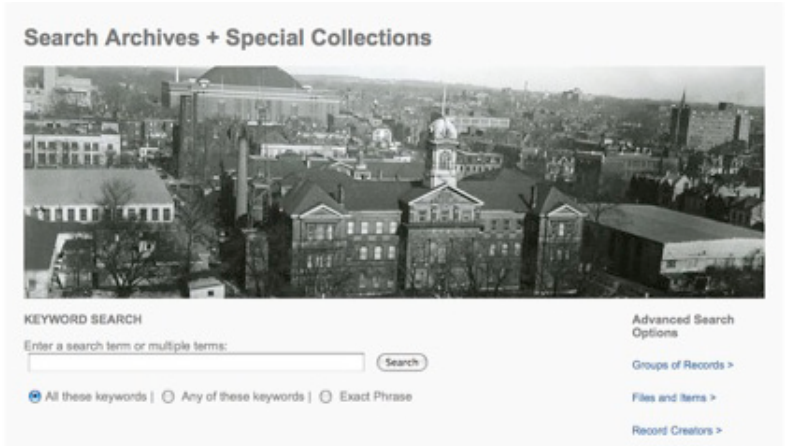 Search Archives + Special Collections
KEYWORD SEARCH
Enter a search term or multiple terms:
Search
All these keywords | Any of these keywords | Exact Phrase
Advanced Search
Options
Groups of Records >
Files and Items >
Record Creators >